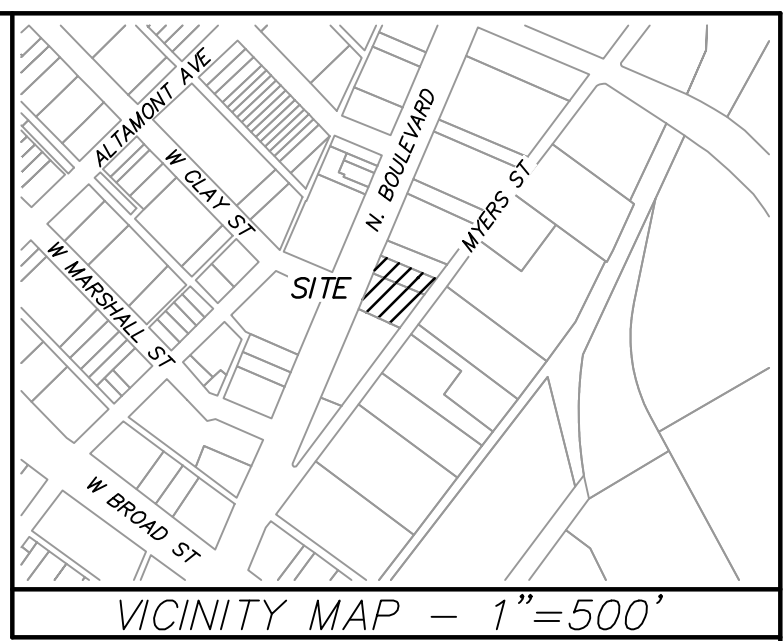 ALTAMONT AVE
N. BOULEVARD
W CLAY ST
MYERS ST
W MARSHALL ST
SITE
W BROAD ST
VICINITY MAP – 1"=500'